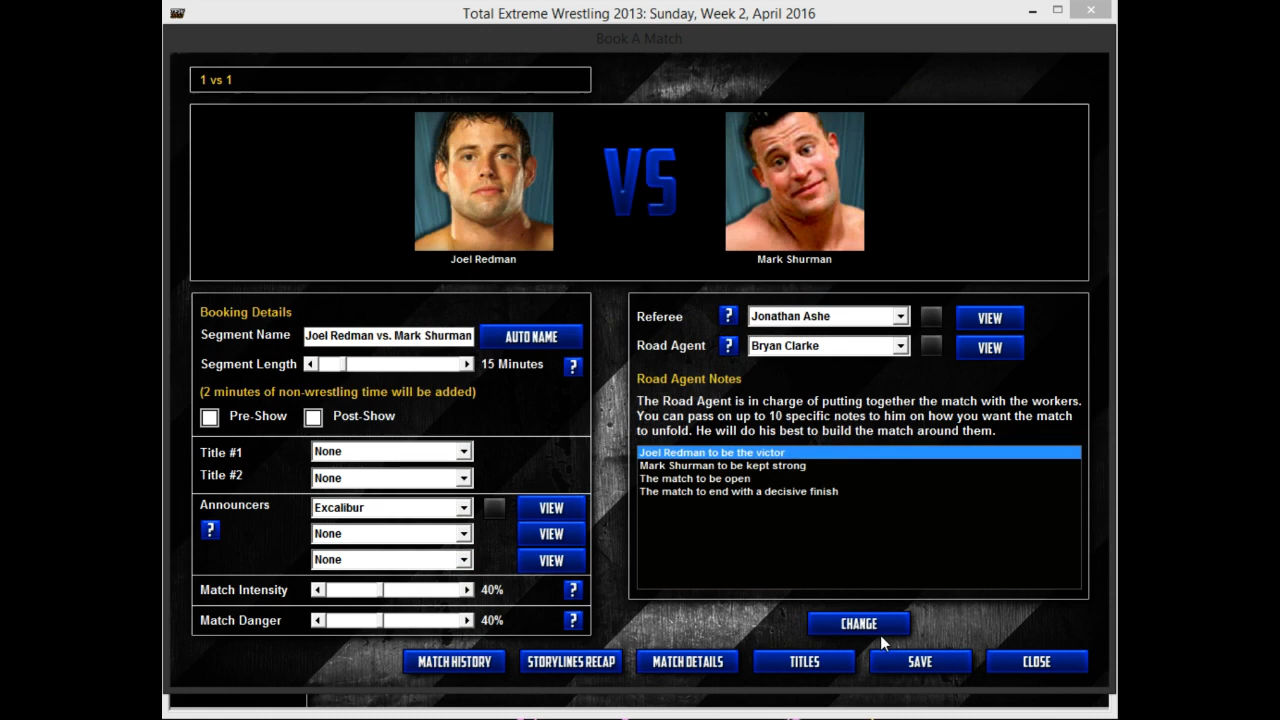 Total Extreme Wrestling 2013: Sunday, Week 2, April 2016
Book A Match
1 vs 1
VS
Joel Redman
Mark Shurman
Booking Details
Segment Name
Joel Redman vs. Mark Shurman
AUTO NAME
Segment Length
15 Minutes
?
(2 minutes of non-wrestling time will be added)
Pre-Show
Post-Show
Title #1
None
Title #2
None
Announcers
Excalibur
VIEW
?
None
VIEW
None
VIEW
Match Intensity
40%
?
Match Danger
40%
?
Referee
?
Jonathan Ashe
VIEW
Road Agent
?
Bryan Clarke
VIEW
Road Agent Notes
The Road Agent is in charge of putting together the match with the workers.
You can pass on up to 10 specific notes to him on how you want the match
to unfold. He will do his best to build the match around them.
Joel Redman to be the victor
Mark Shurman to be kept strong
The match to be open
The match to end with a decisive finish
CHANGE
MATCH HISTORY
STORYLINES RECAP
MATCH DETAILS
TITLES
SAVE
CLOSE